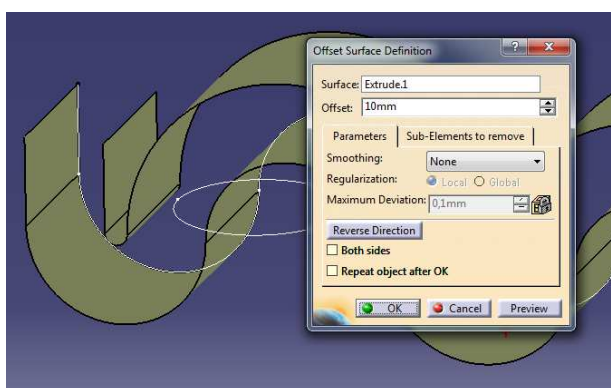 Offset Surface Definition
Surface: Extrude.1
Offset: 10mm
Parameters Sub-Elements to remove
Smoothing: None
Regularization: Local Global
Maximum Deviation: 0,1mm
Reverse Direction
Both sides
Repeat object after OK
OK Cancel Preview